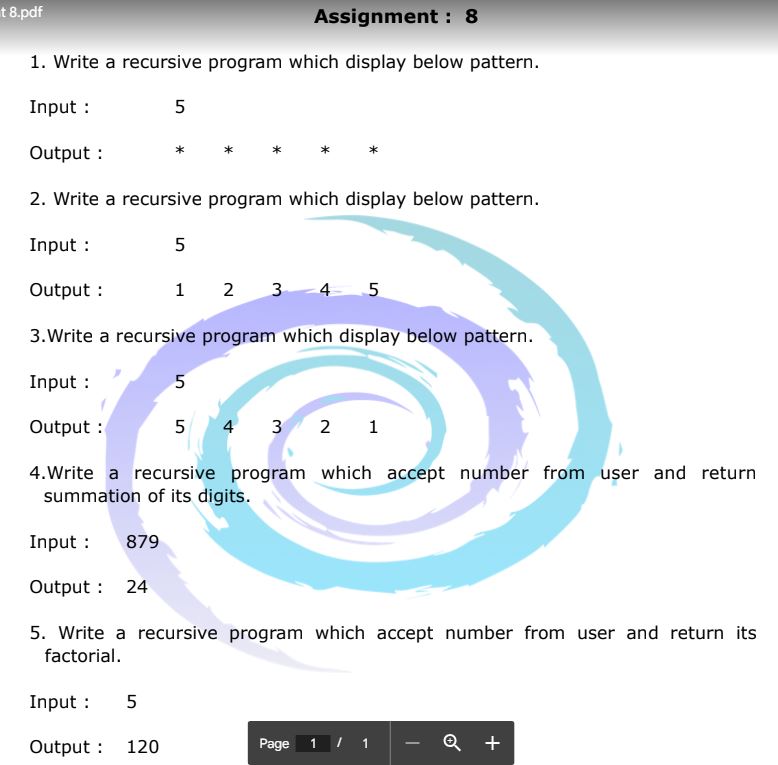 t 8.pdf
Assignment : 8
1. Write a recursive program which display below pattern.
Input : 5
Output : * * * * *
2. Write a recursive program which display below pattern.
Input : 5
Output : 1 2 3 4 5
3.Write a recursive program which display below pattern.
Input : 5
Output : 5 4 3 2 1
4.Write a recursive program which accept number from user and return
summation of its digits.
Input : 879
Output : 24
5. Write a recursive program which accept number from user and return its
factorial.
Input : 5
Output : 120
Page 1 / 1